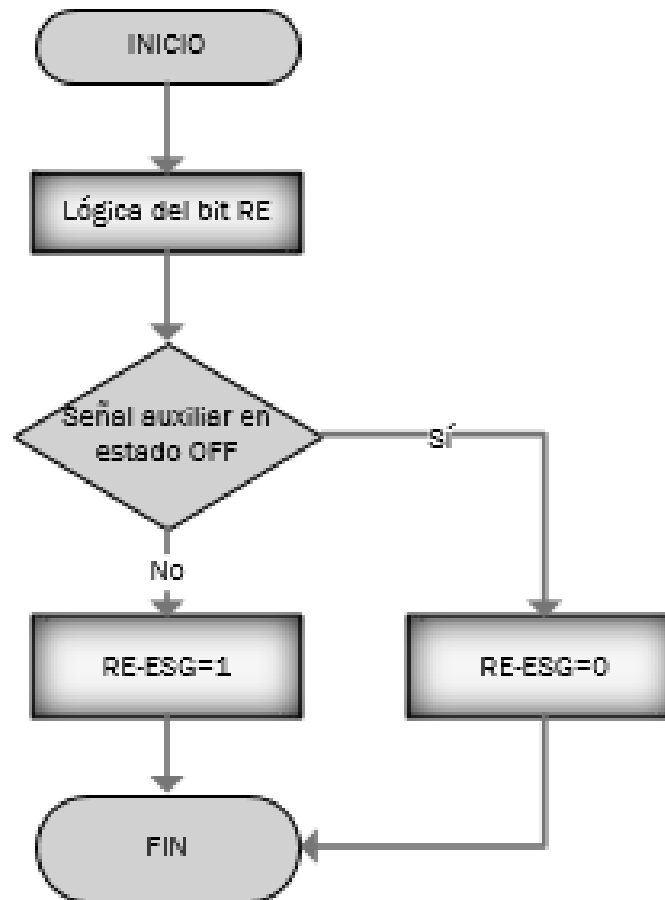 INICIO
Lógica del bit RE
Señal auxiliar en
estado OFF
Sí
No
RE-ESG=1
RE-ESG=0
FIN